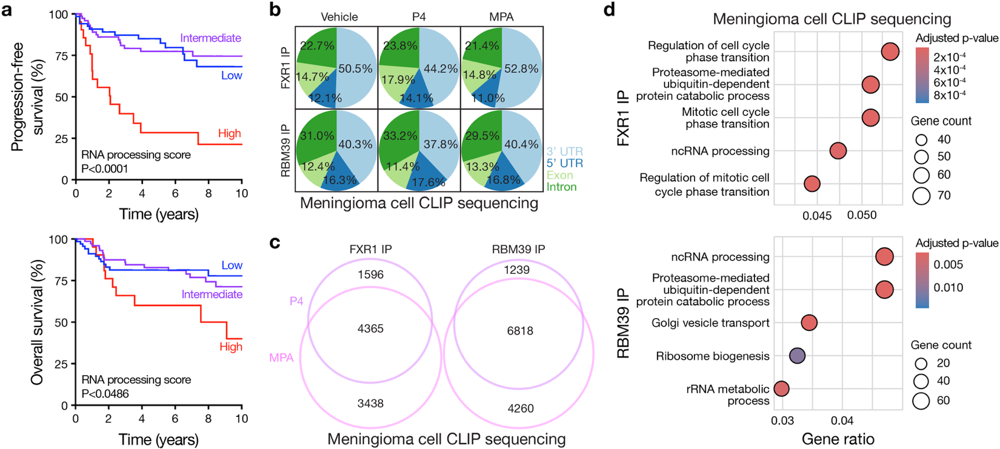 a
100
75
50
25
0
Progression-free
survival (%)
Intermediate
Low
High
RNA processing score
P<0.0001
0 2 4 6 8 10
Time (years)
100
75
50
25
0
Overall survival (%)
Low
Intermediate
High
RNA processing score
P<0.0486
0 2 4 6 8 10
Time (years)
b
Vehicle P4 MPA
FXR1 IP
22.7% 50.5% 14.7% 12.1%
23.8% 44.2% 17.9% 14.1%
21.4% 52.8% 14.8% 11.0%
RBM39 IP
31.0% 40.3% 12.4% 16.3%
33.2% 37.8% 11.4% 17.6%
29.5% 40.4% 13.3% 16.8%
3' UTR
5' UTR
Exon
Intron
Meningioma cell CLIP sequencing
c
FXR1 IP RBM39 IP
1596 1239
P4
4365 6818
MPA
3438 4260
Meningioma cell CLIP sequencing
d
Meningioma cell CLIP sequencing
FXR1 IP
Regulation of cell cycle
phase transition
Proteasome-mediated
ubiquitin-dependent
protein catabolic process
Mitotic cell cycle
phase transition
ncRNA processing
Regulation of mitotic cell
cycle phase transition
0.045 0.050
Adjusted p-value
2x10-4
4x10-4
6x10-4
8x10-4
Gene count
40
50
60
70
RBM39 IP
ncRNA processing
Proteasome-mediated
ubiquitin-dependent
protein catabolic process
Golgi vesicle transport
Ribosome biogenesis
rRNA metabolic
process
0.03 0.04
Gene ratio
Adjusted p-value
0.005
0.010
Gene count
20
40
60